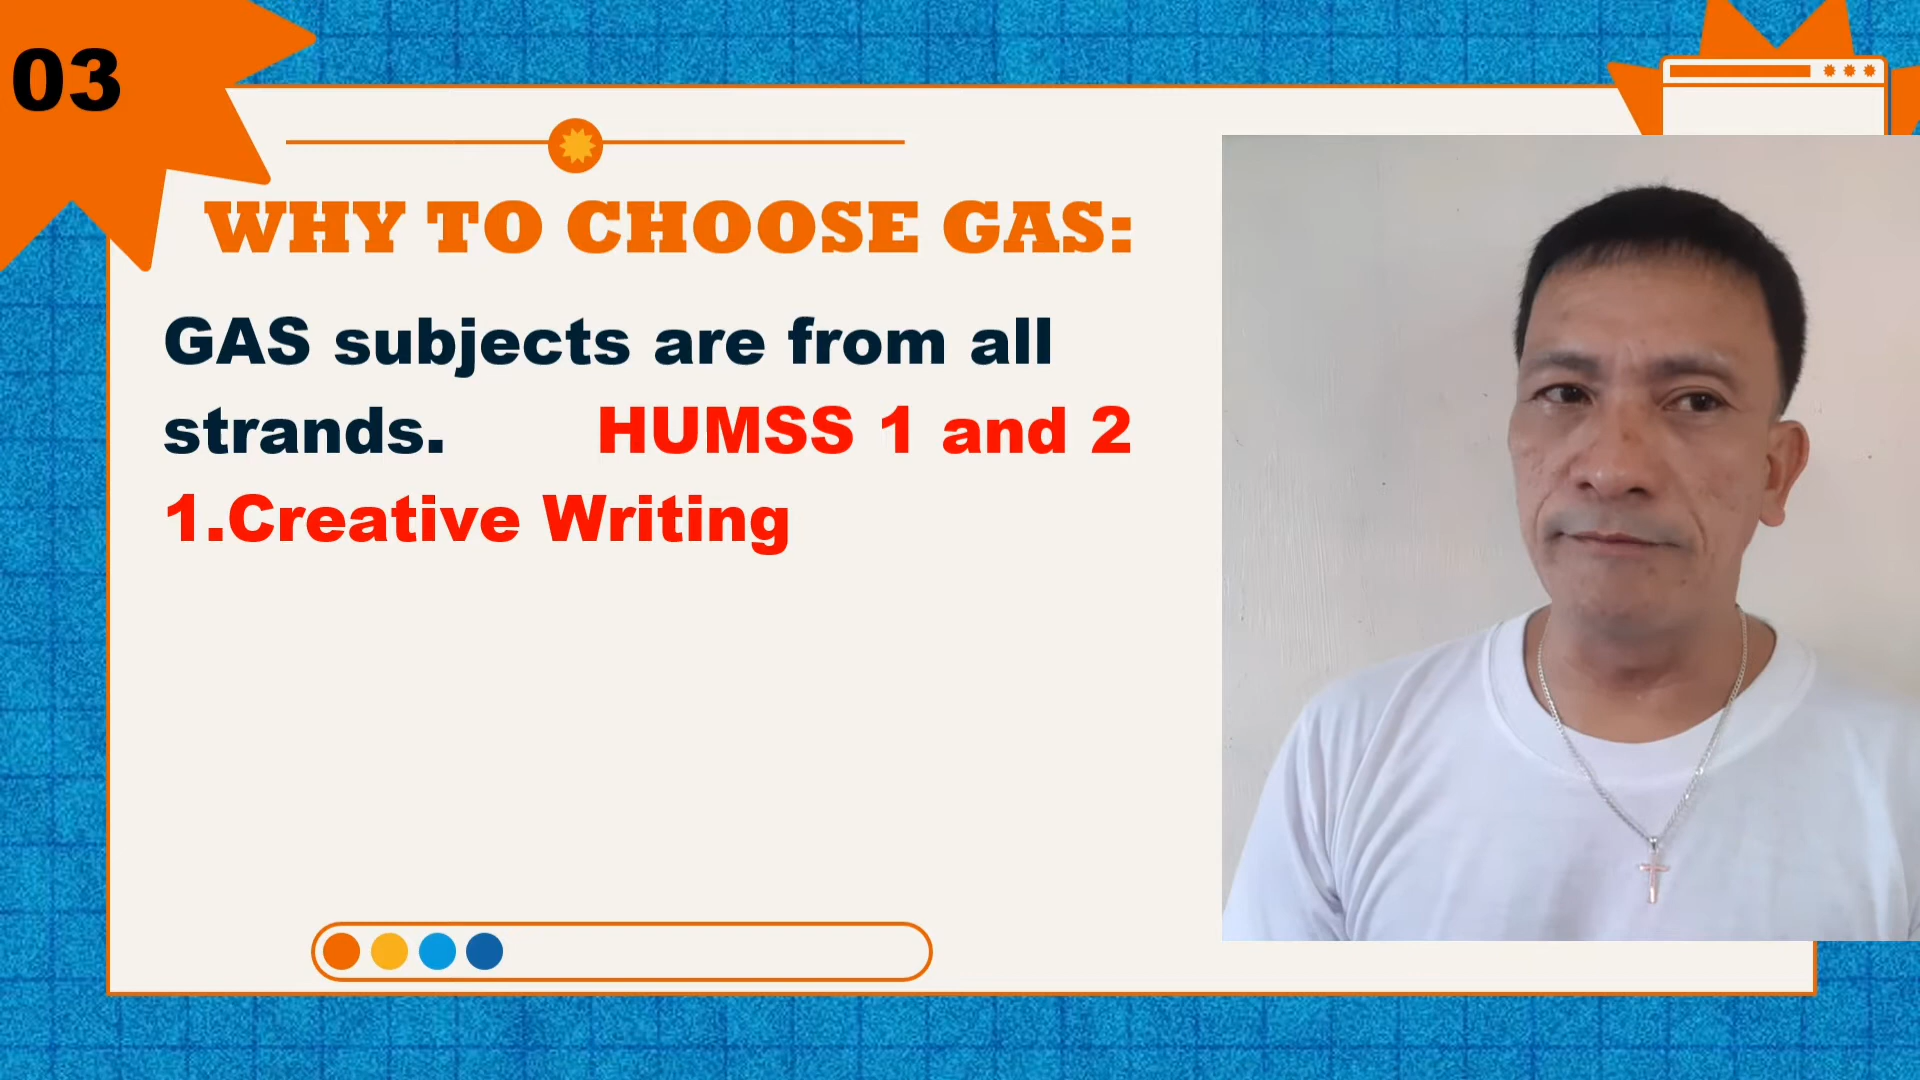 03
WHY TO CHOOSE GAS:
GAS subjects are from all
strands. HUMSS 1 and 2
1.Creative Writing